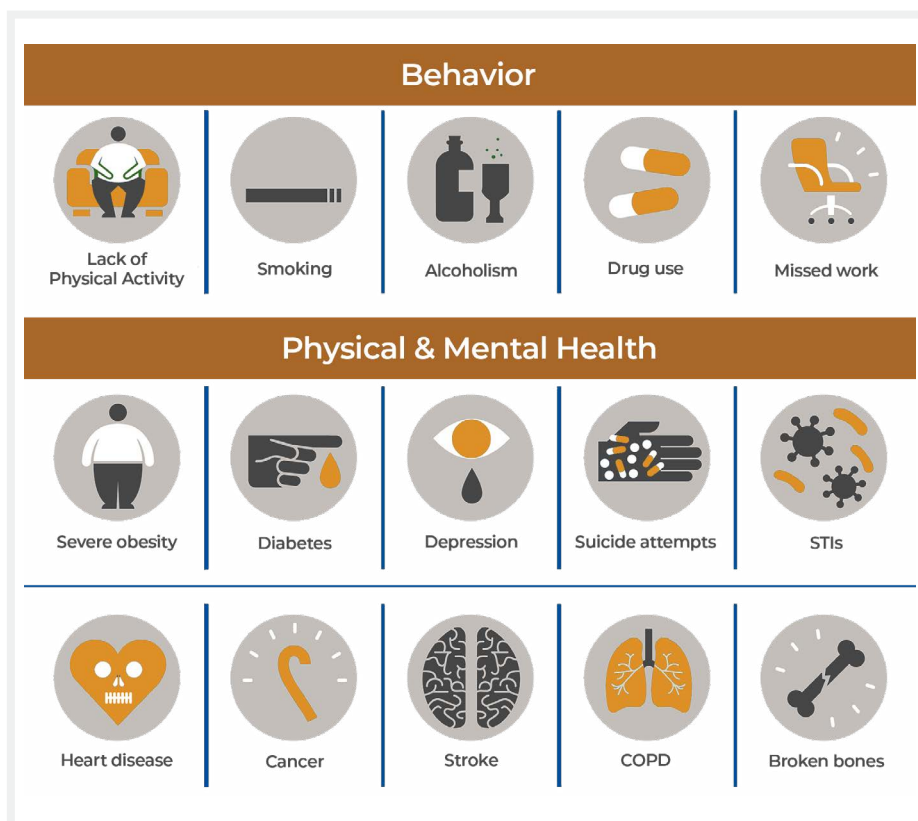 Behavior
Lack of
Physical Activity
Smoking
Alcoholism
Drug use
Missed work
Physical & Mental Health
Severe obesity
Diabetes
Depression
Suicide attempts
STIs
Heart disease
Cancer
Stroke
COPD
Broken bones